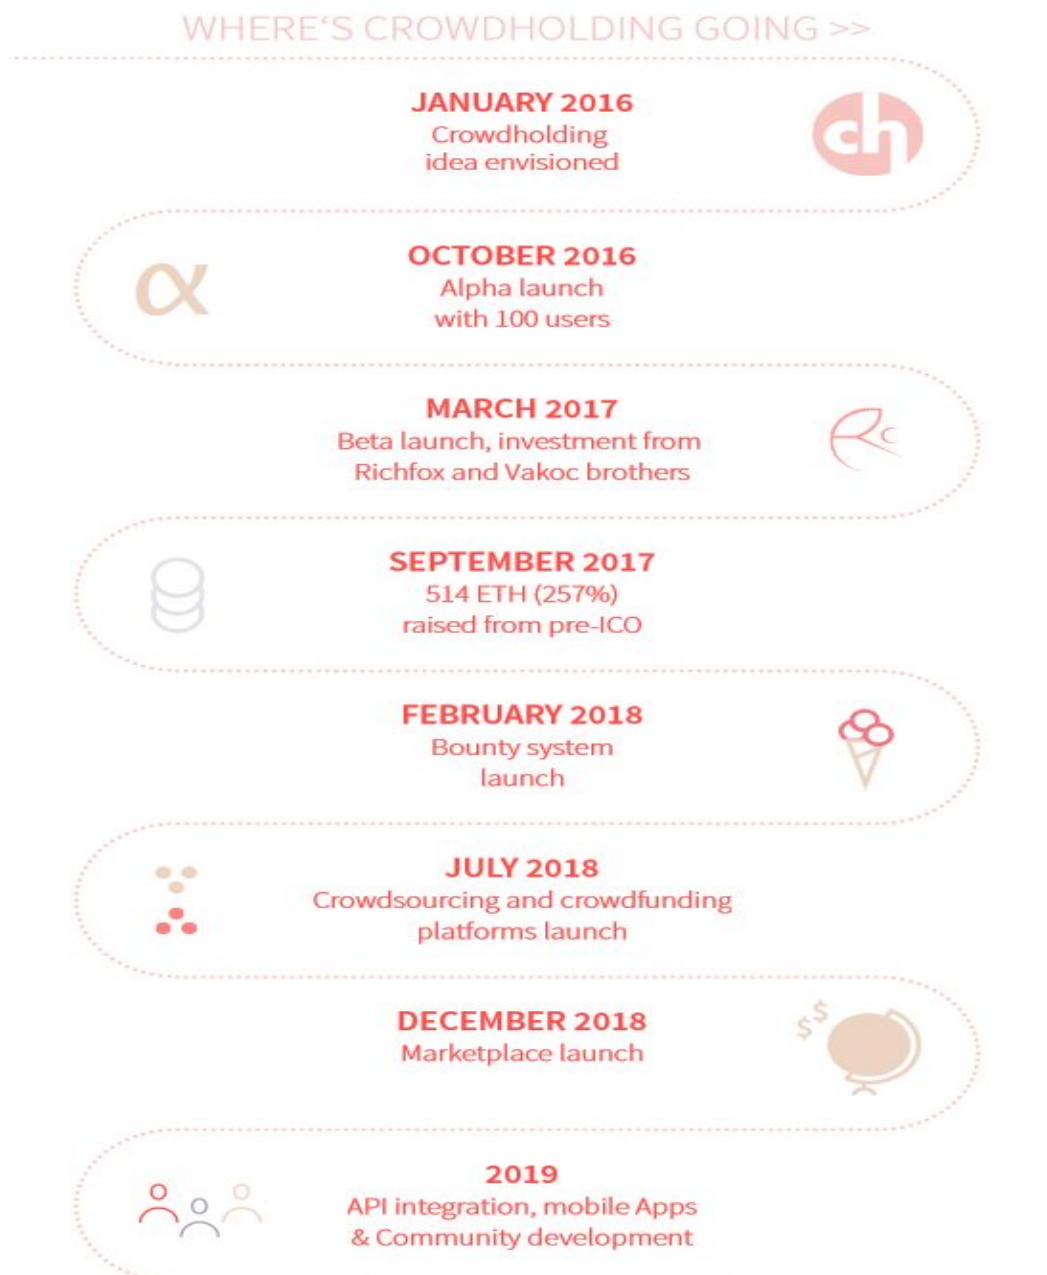 WHERE‘S CROWDHOLDING GOING >>
JANUARY 2016
Crowdholding
idea envisioned
ch
OCTOBER 2016
Alpha launch
with 100 users
α
MARCH 2017
Beta launch, investment from
Richfox and Vakoc brothers
SEPTEMBER 2017
514 ETH (257%)
raised from pre-ICO
FEBRUARY 2018
Bounty system
launch
JULY 2018
Crowdsourcing and crowdfunding
platforms launch
DECEMBER 2018
Marketplace launch
$$
2019
API integration, mobile Apps
& Community development